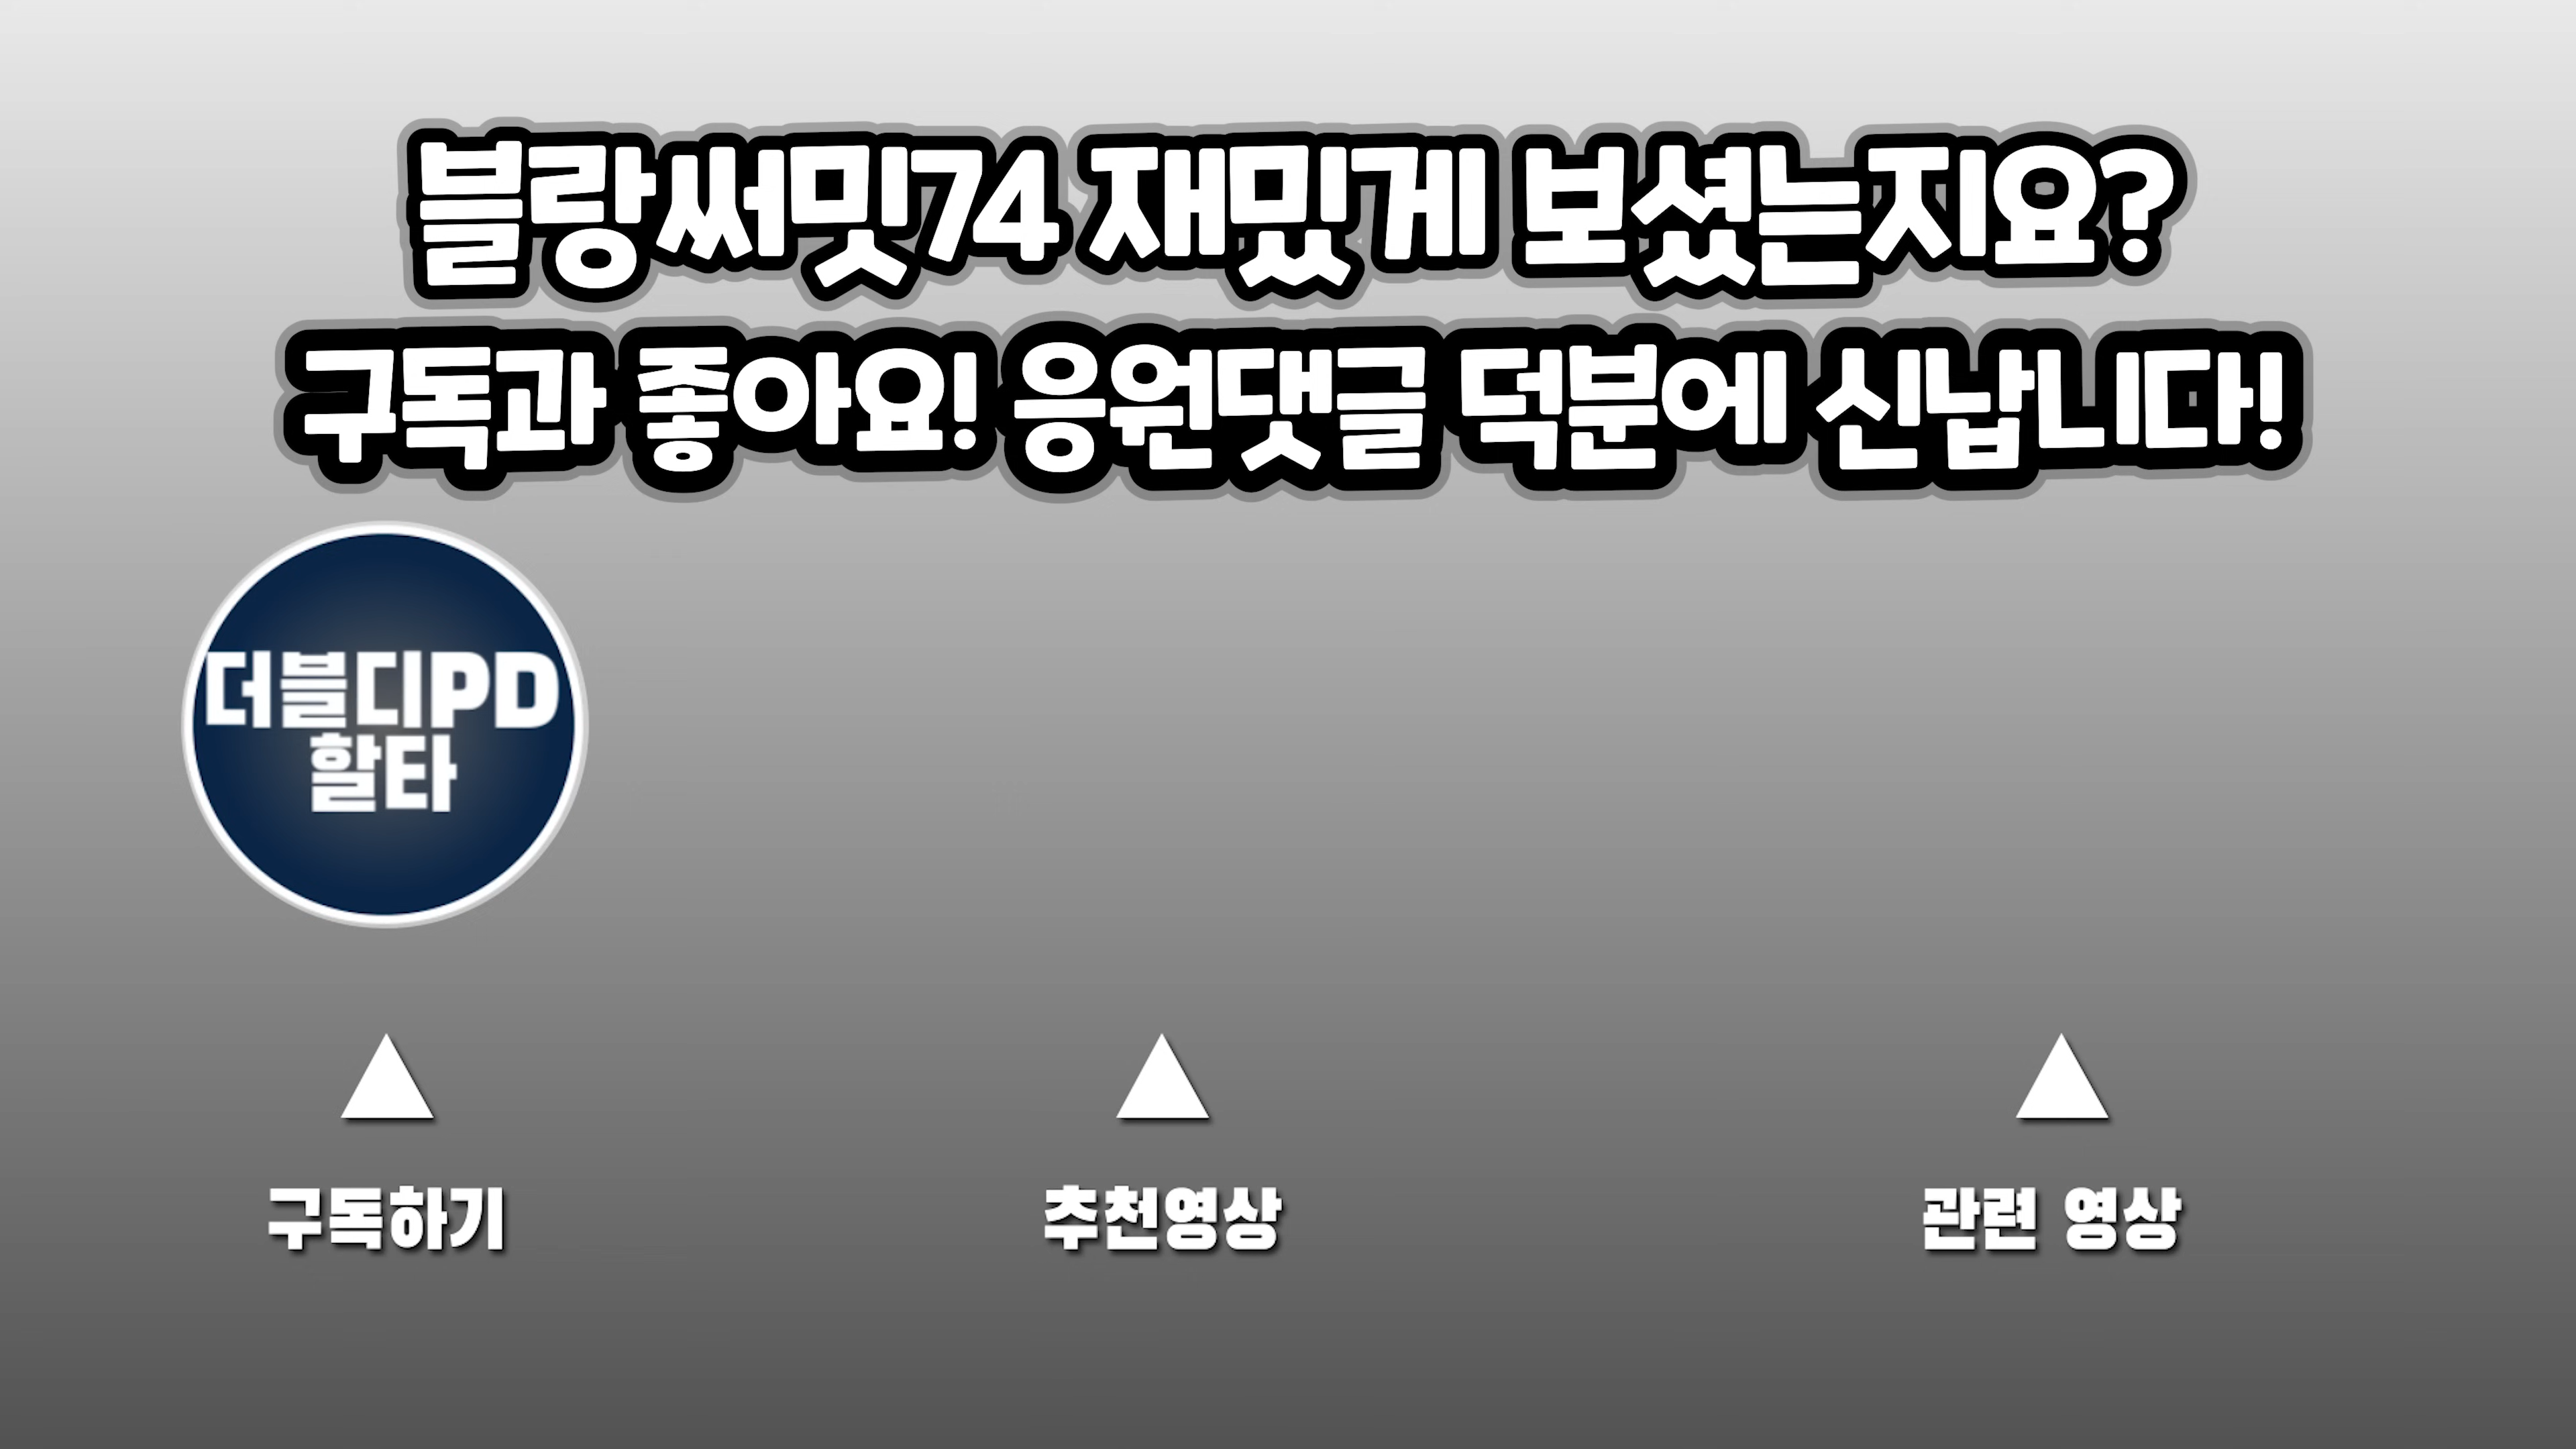 블랑써밋74 재밌게 보셨는지요?
구독과 좋아요! 응원댓글 덕분에 신납니다!
더블디PD
할타
구독하기
추천영상
관련 영상